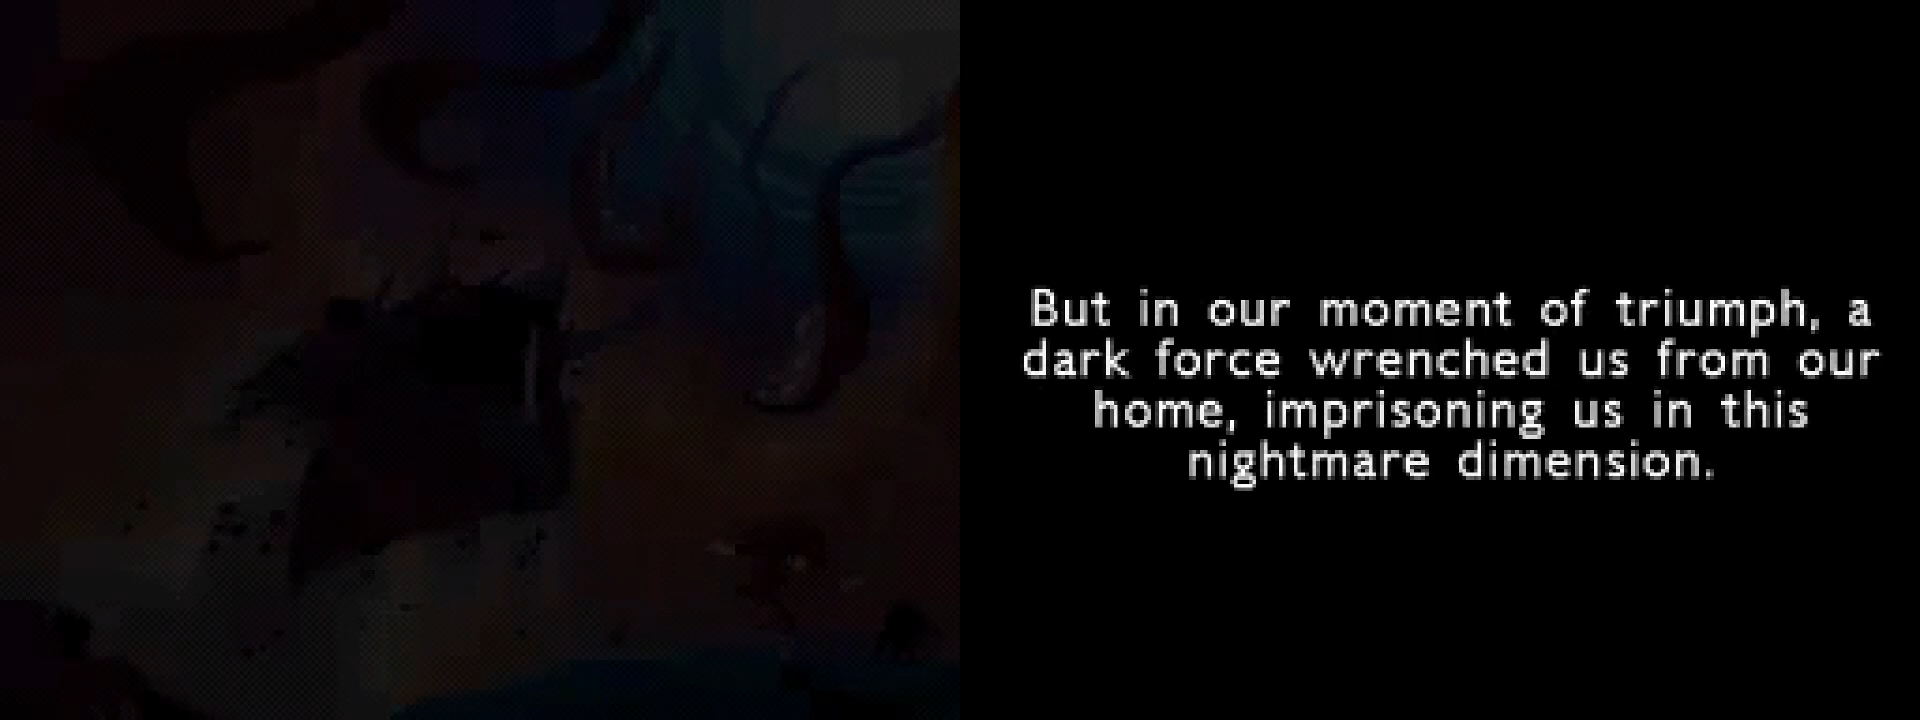 But in our moment of triumph, a
dark force wrenched us from our
home, imprisoning us in this
nightmare dimension.